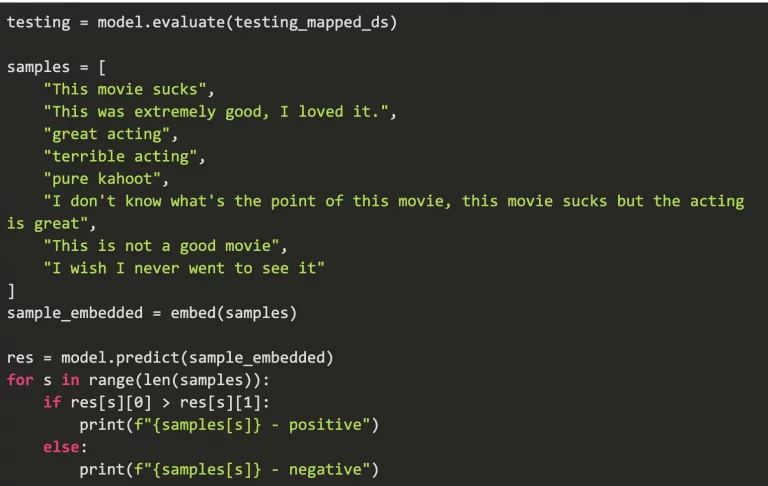 testing = model.evaluate(testing_mapped_ds)

samples = [
    "This movie sucks",
    "This was extremely good, I loved it.",
    "great acting",
    "terrible acting",
    "pure kahoot",
    "I don't know what's the point of this movie, this movie sucks but the acting
is great",
    "This is not a good movie",
    "I wish I never went to see it"
]
sample_embedded = embed(samples)

res = model.predict(sample_embedded)
for s in range(len(samples)):
    if res[s][0] > res[s][1]:
        print(f"{samples[s]} - positive")
    else:
        print(f"{samples[s]} - negative")